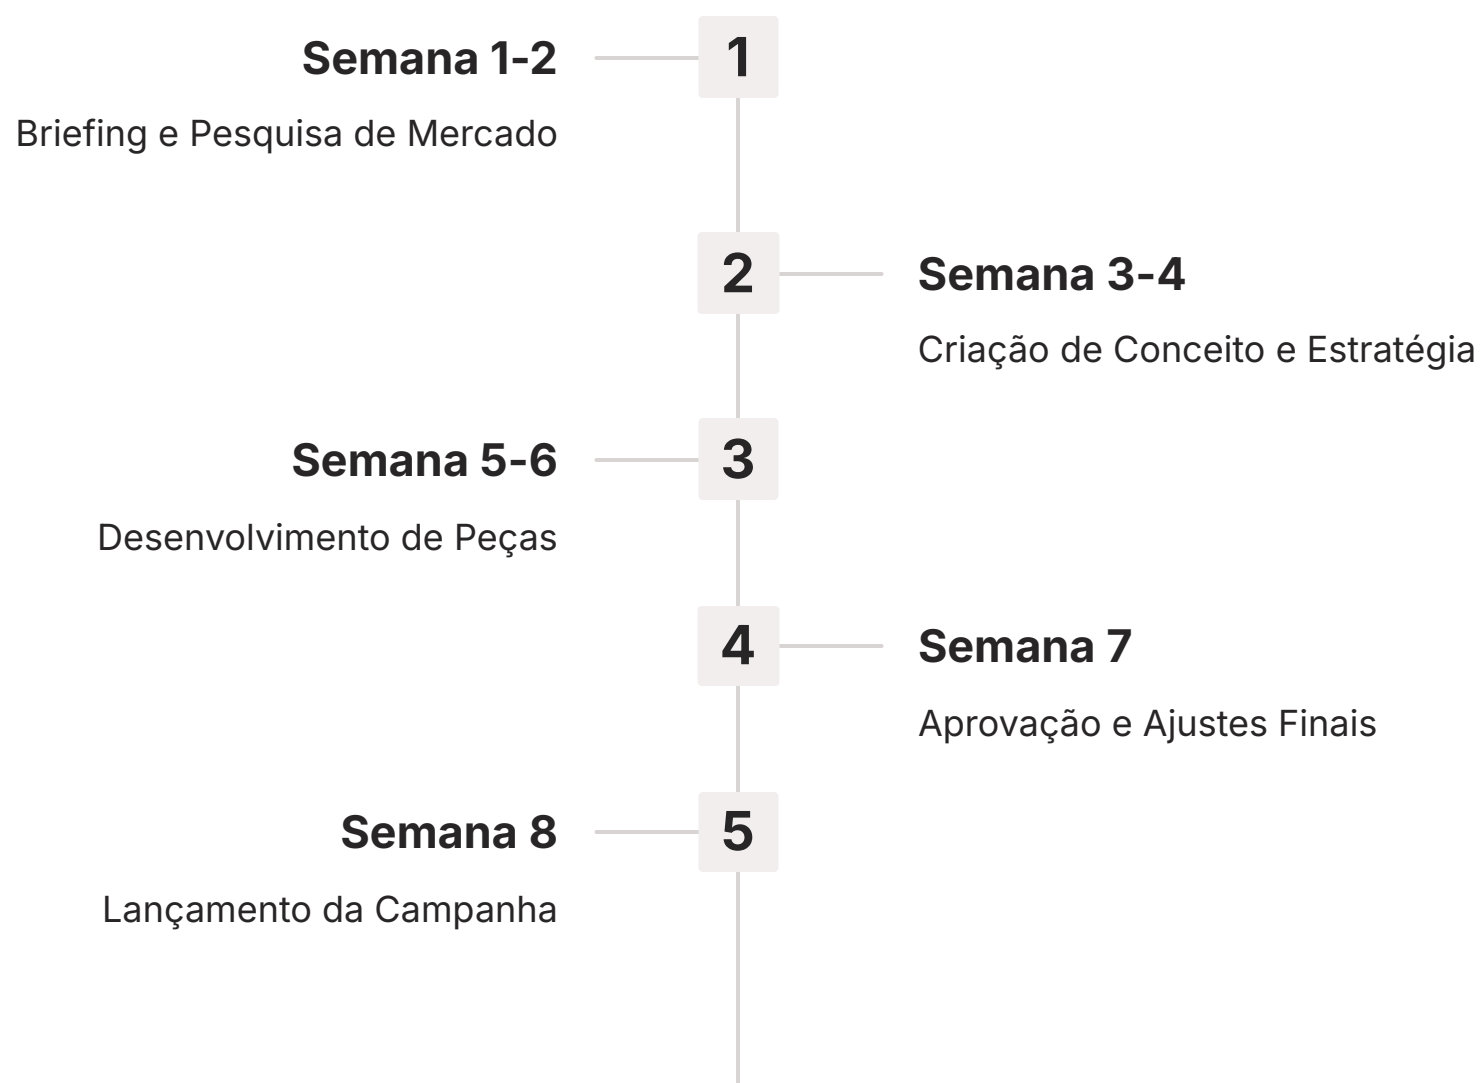 1
Semana 1-2
Briefing e Pesquisa de Mercado
2
Semana 3-4
Criação de Conceito e Estratégia
3
Semana 5-6
Desenvolvimento de Peças
4
Semana 7
Aprovação e Ajustes Finais
5
Semana 8
Lançamento da Campanha